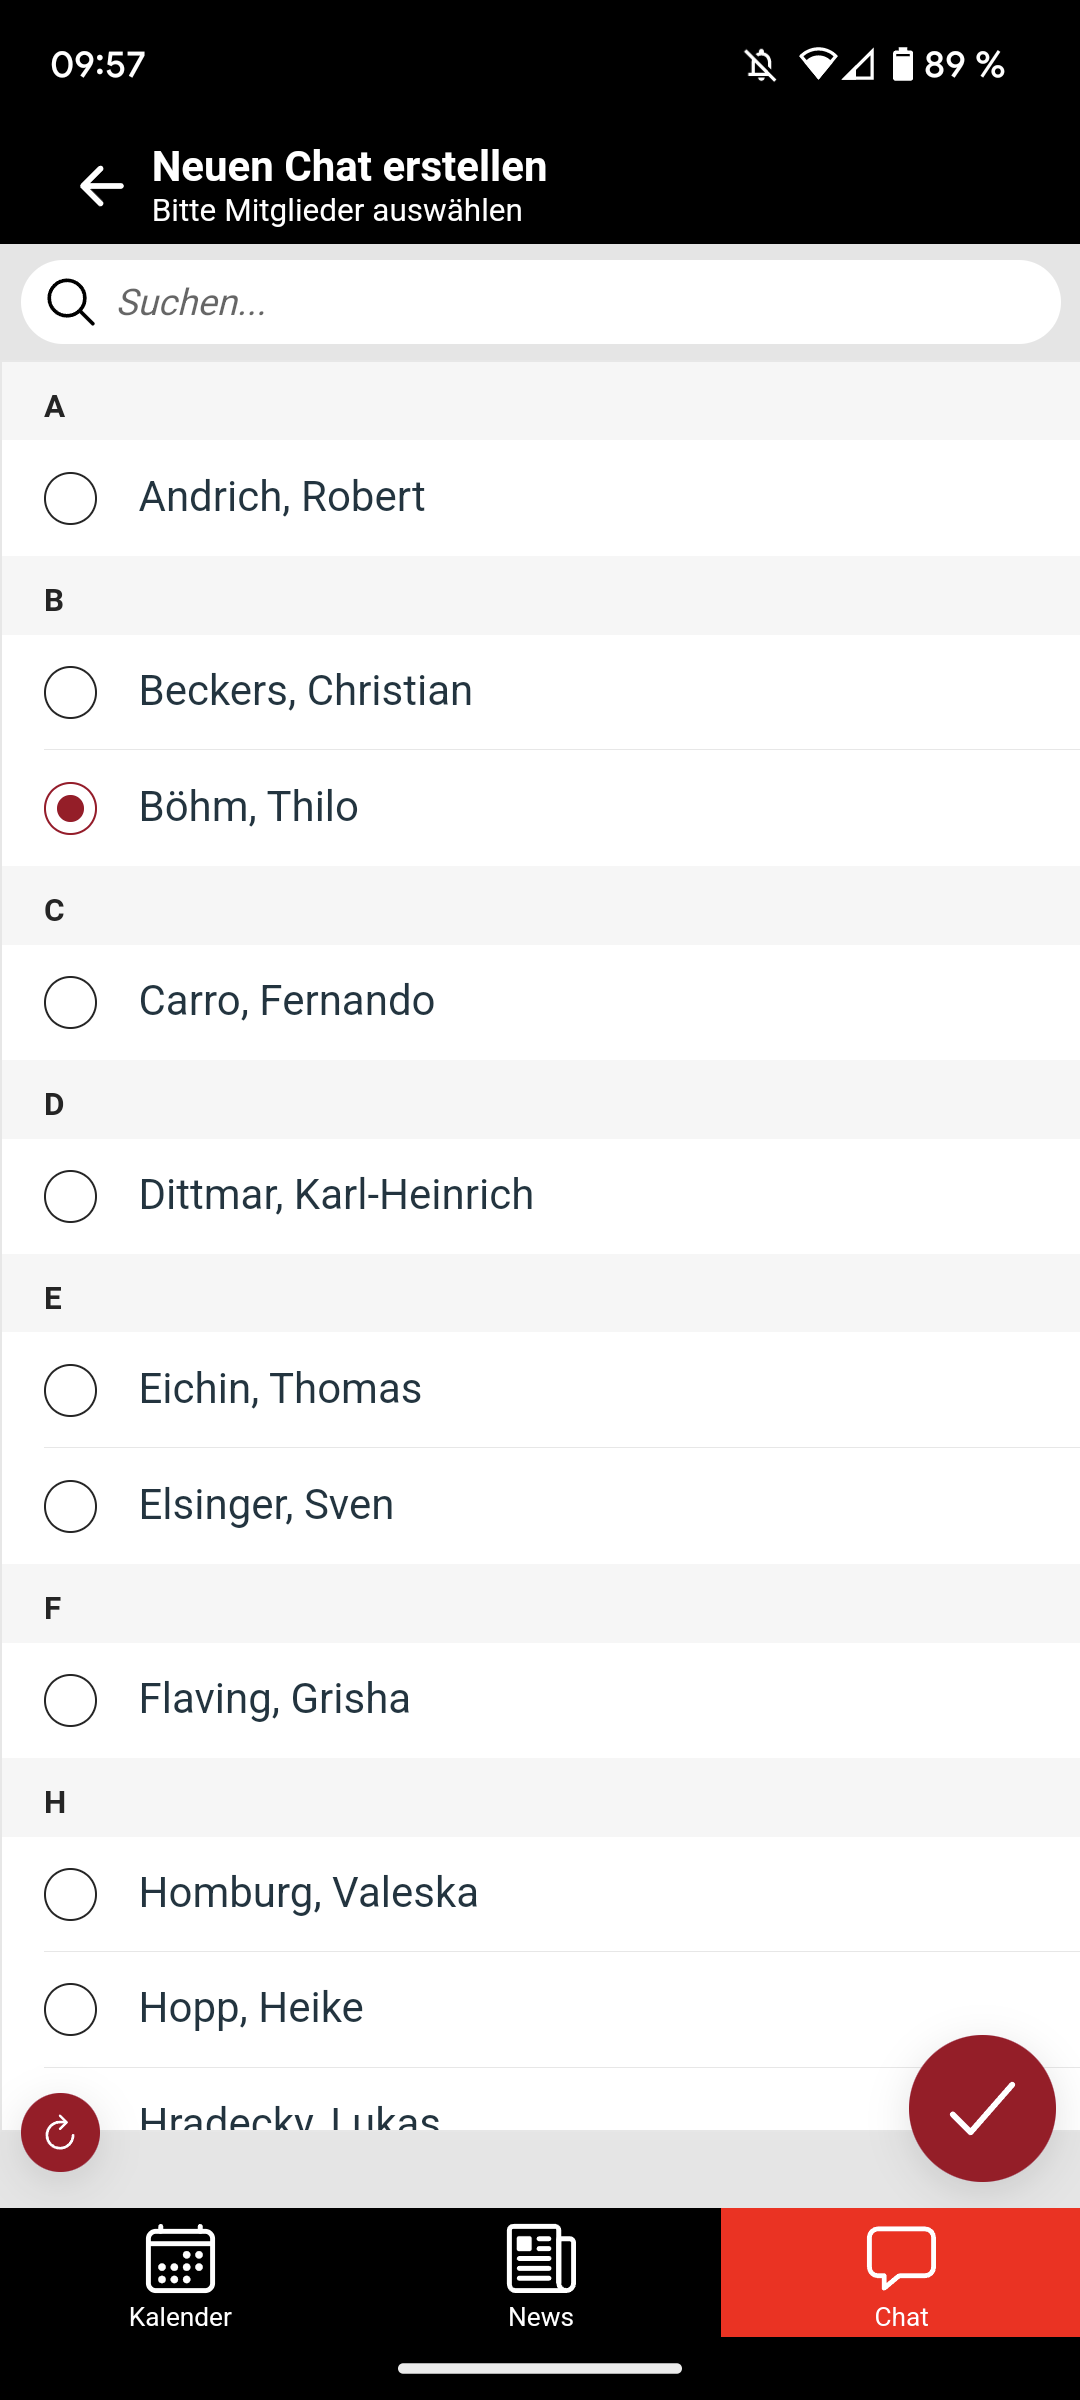 09:57
89 %
Neuen Chat erstellen
Bitte Mitglieder auswählen
Suchen...
A
Andrich, Robert
B
Beckers, Christian
Böhm, Thilo
C
Carro, Fernando
D
Dittmar, Karl-Heinrich
E
Eichin, Thomas
Elsinger, Sven
F
Flaving, Grisha
H
Homburg, Valeska
Hopp, Heike
Hradecky, Lukas
Kalender
News
Chat